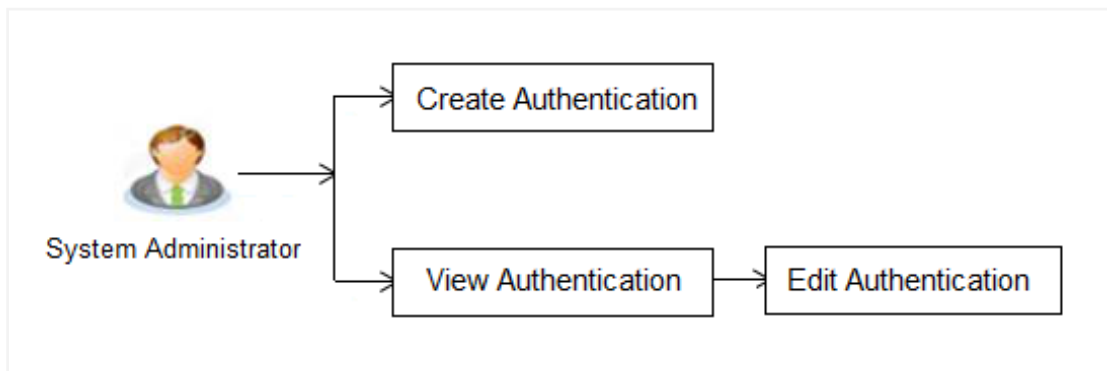 Create Authentication
System Administrator
View Authentication
Edit Authentication